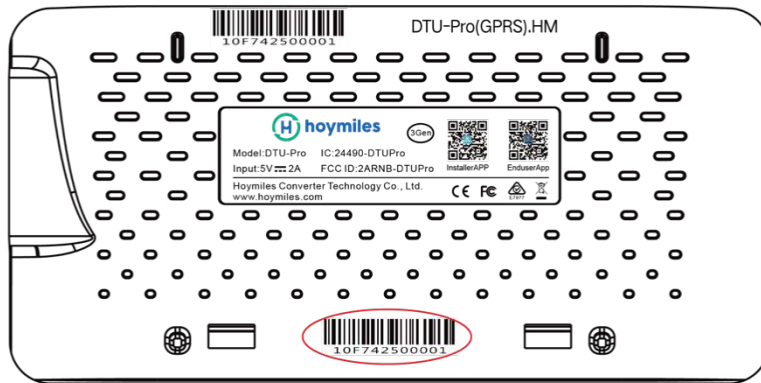 DTU-Pro(GPRS).HM
10F742500001
H hoymiles
3Gen
Model:DTU-Pro IC:24490-DTUPro
Input:5V⎓2A FCC ID:2ARNB-DTUPro
InstallerAPP EnduserApp
Hoymiles Converter Technology Co., Ltd.
www.hoymiles.com
CE FC
E7977
10F742500001